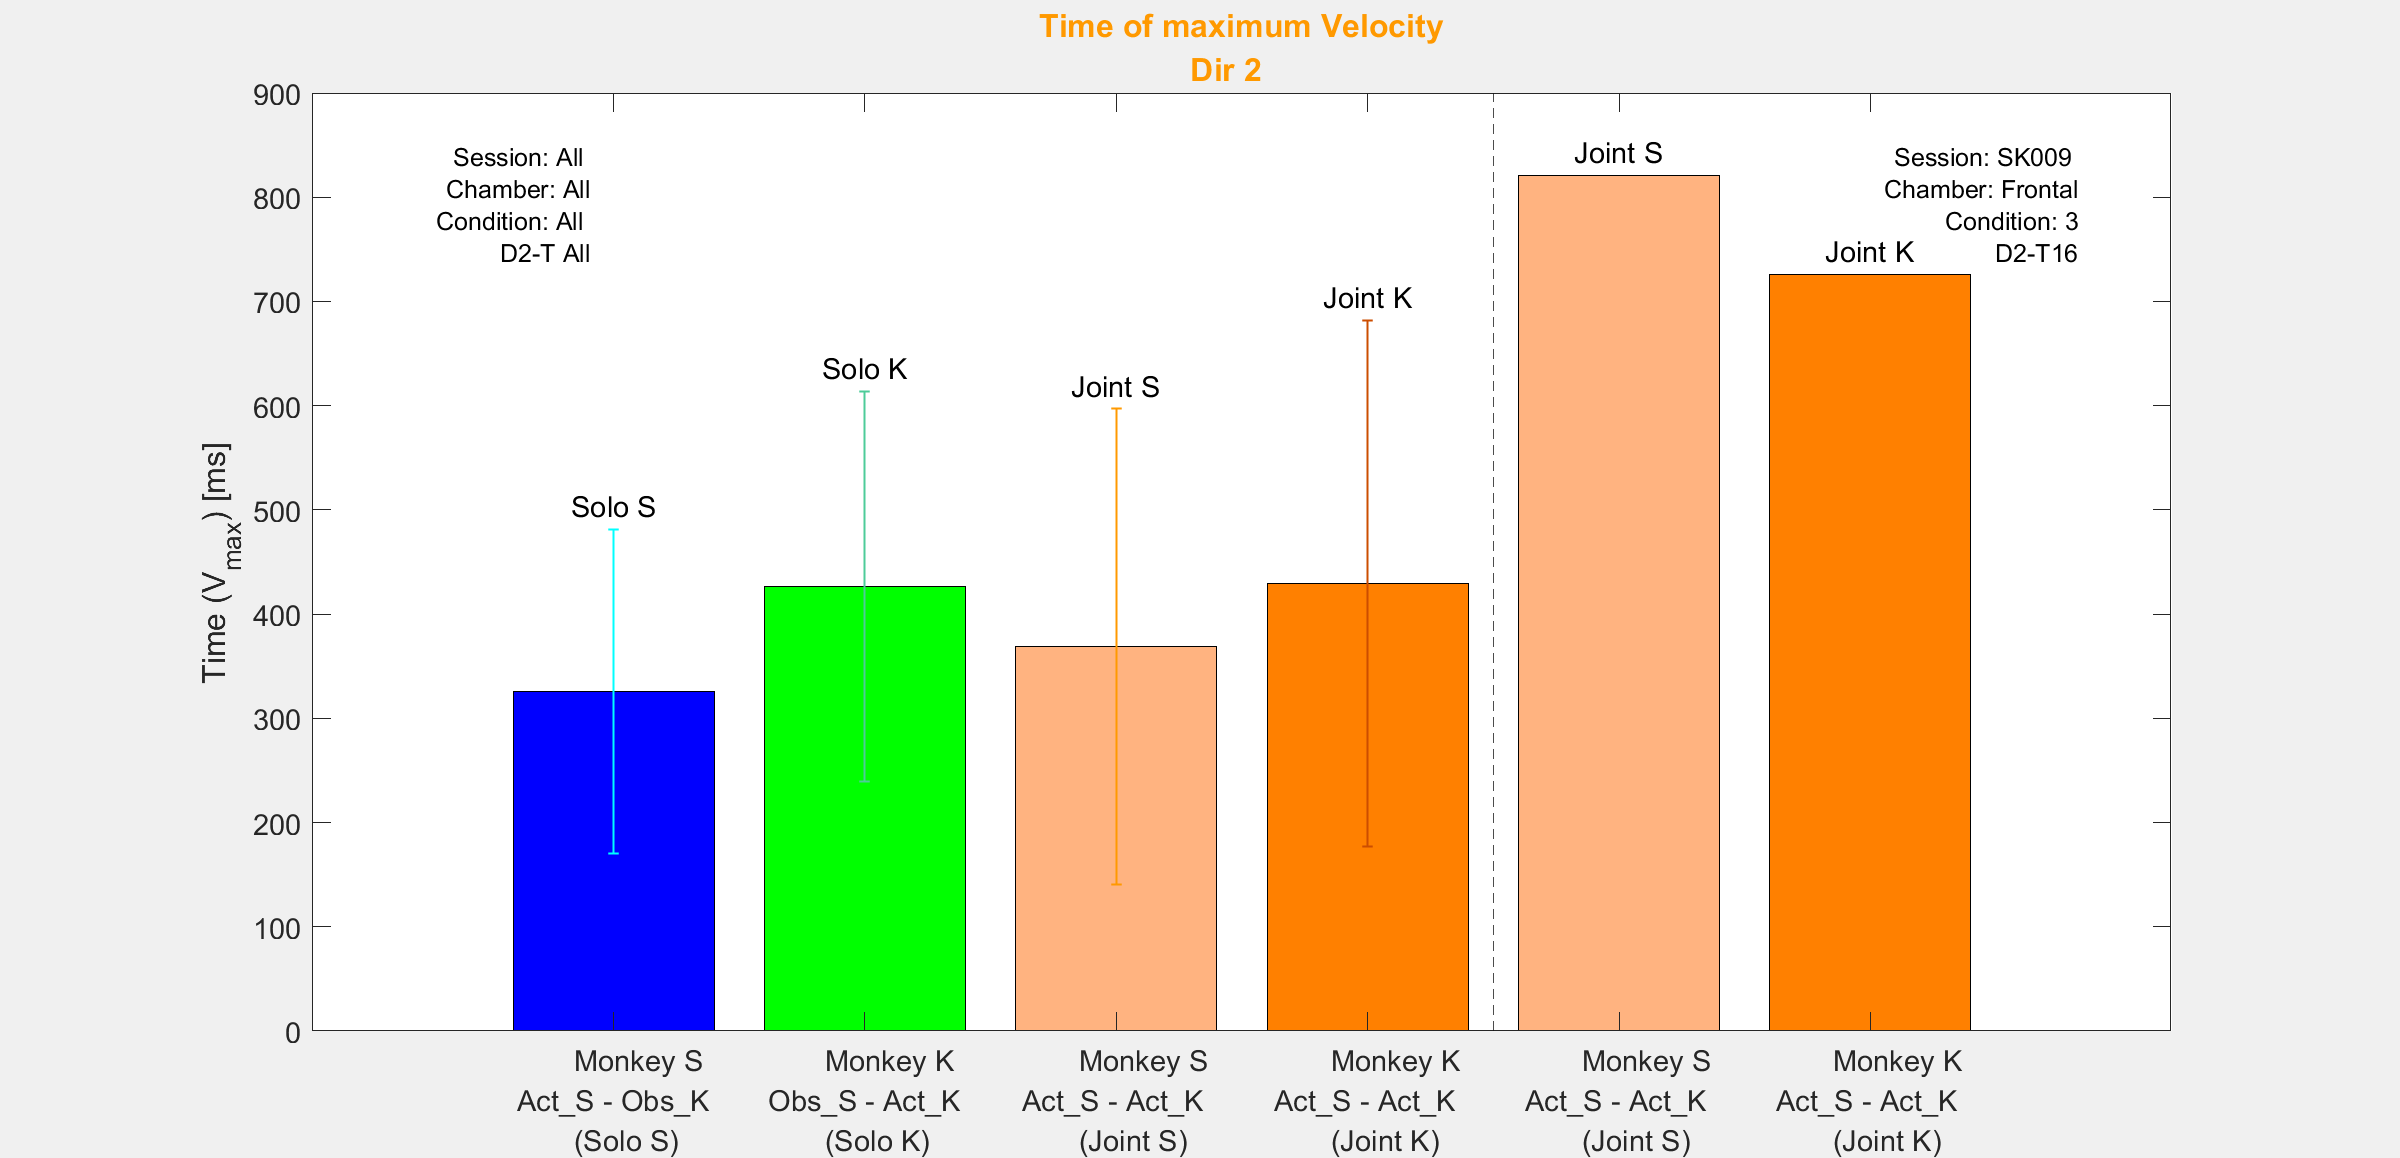 Time of maximum Velocity
Dir 2
900
800
700
600
500
400
300
200
100
0
Time (Vmax) [ms]
Session: All
Chamber: All
Condition: All
D2-T All
Solo S
Solo K
Joint S
Joint K
Joint S
Joint K
Session: SK009
Chamber: Frontal
Condition: 3
D2-T16
Monkey S
Act_S - Obs_K
(Solo S)
Monkey K
Obs_S - Act_K
(Solo K)
Monkey S
Act_S - Act_K
(Joint S)
Monkey K
Act_S - Act_K
(Joint K)
Monkey S
Act_S - Act_K
(Joint S)
Monkey K
Act_S - Act_K
(Joint K)